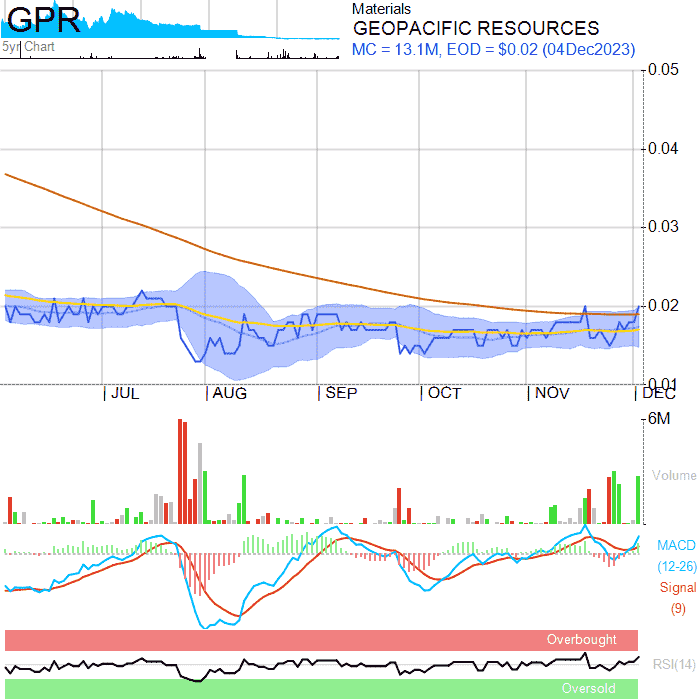 GPR
5yr Chart
Materials
GEOPACIFIC RESOURCES
MC = 13.1M, EOD = $0.02 (04Dec2023)
0.05
0.04
0.03
0.02
0.01
JUL AUG SEP OCT NOV DEC
6M
Volume
MACD
(12-26)
Signal
(9)
Overbought
RSI(14)
Oversold